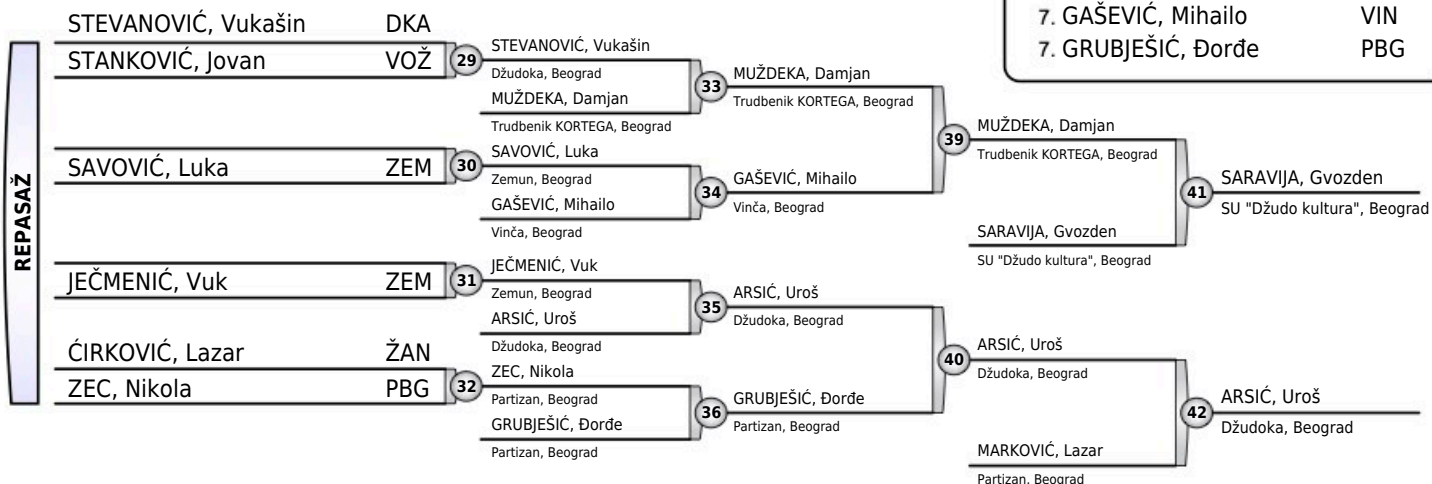 7. GAŠEVIĆ, Mihailo VIN
7. GRUBJEŠIĆ, Đorđe PBG
REPASAŽ
STEVANOVIĆ, Vukašin DKA
STANKOVIĆ, Jovan VOŽ
SAVOVIĆ, Luka ZEM
JEČMENIĆ, Vuk ZEM
ĆIRKOVIĆ, Lazar ŽAN
ZEC, Nikola PBG
29
STEVANOVIĆ, Vukašin
Džudoka, Beograd
MUŽDEKA, Damjan
Trudbenik KORTEGA, Beograd
30
SAVOVIĆ, Luka
Zemun, Beograd
GAŠEVIĆ, Mihailo
Vinča, Beograd
31
JEČMENIĆ, Vuk
Zemun, Beograd
ARSIĆ, Uroš
Džudoka, Beograd
32
ZEC, Nikola
Partizan, Beograd
GRUBJEŠIĆ, Đorđe
Partizan, Beograd
33
MUŽDEKA, Damjan
Trudbenik KORTEGA, Beograd
34
GAŠEVIĆ, Mihailo
Vinča, Beograd
35
ARSIĆ, Uroš
Džudoka, Beograd
36
GRUBJEŠIĆ, Đorđe
Partizan, Beograd
39
MUŽDEKA, Damjan
Trudbenik KORTEGA, Beograd
SARAVIJA, Gvozden
SU "Džudo kultura", Beograd
40
ARSIĆ, Uroš
Džudoka, Beograd
MARKOVIĆ, Lazar
Partizan, Beograd
41
SARAVIJA, Gvozden
SU "Džudo kultura", Beograd
42
ARSIĆ, Uroš
Džudoka, Beograd